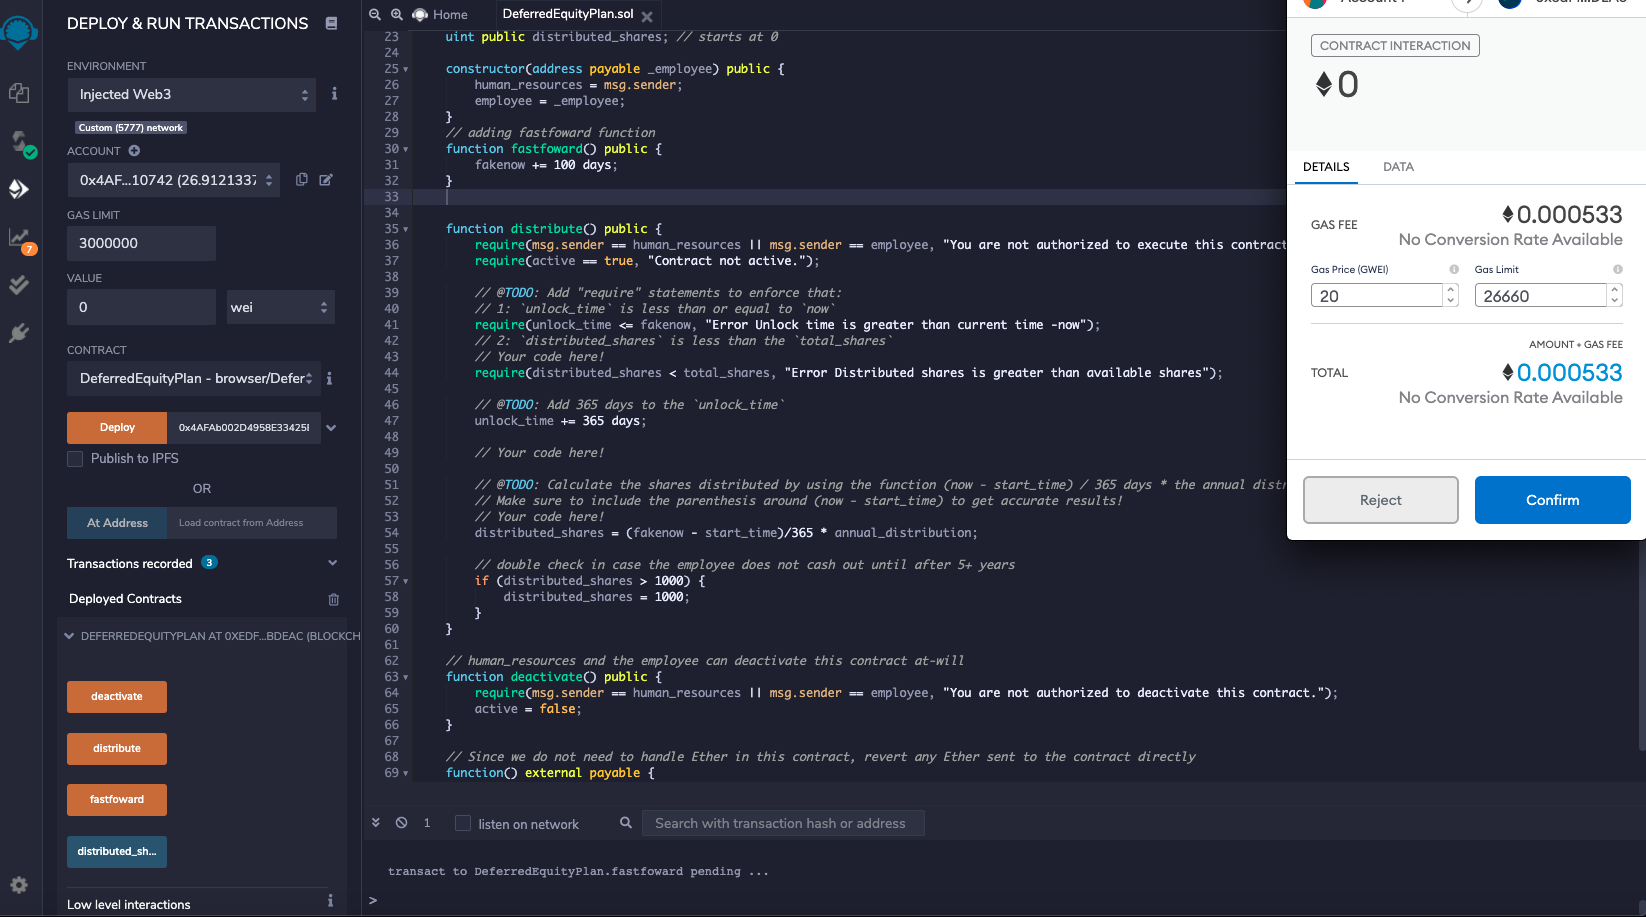 DEPLOY & RUN TRANSACTIONS
ENVIRONMENT
Injected Web3
Custom (5777) network
ACCOUNT
0x4AF...10742 (26.9121337
GAS LIMIT
3000000
VALUE
0
wei
CONTRACT
DeferredEquityPlan - browser/Defer
Deploy
0x4AFAb002D4958E33425I
Publish to IPFS
OR
At Address
Load contract from Address
Transactions recorded 3
Deployed Contracts
DEFERREDEQUITYPLAN AT 0XEDF...BDEAC (BLOCKCH
deactivate
distribute
fastfoward
distributed_sh...
Low level interactions
7
Home
DeferredEquityPlan.sol
23 uint public distributed_shares; // starts at 0
24
25 constructor(address payable _employee) public {
26 human_resources = msg.sender;
27 employee = _employee;
28 }
29 // adding fastfoward function
30 function fastfoward() public {
31 fakenow += 100 days;
32 }
33
34
35 function distribute() public {
36 require(msg.sender == human_resources || msg.sender == employee, "You are not authorized to execute this contract
37 require(active == true, "Contract not active.");
38
39 // @TODO: Add "require" statements to enforce that:
40 // 1: `unlock_time` is less than or equal to `now`
41 require(unlock_time <= fakenow, "Error Unlock time is greater than current time -now");
42 // 2: `distributed_shares` is less than the `total_shares`
43 // Your code here!
44 require(distributed_shares < total_shares, "Error Distributed shares is greater than available shares");
45
46 // @TODO: Add 365 days to the `unlock_time`
47 unlock_time += 365 days;
48
49 // Your code here!
50
51 // @TODO: Calculate the shares distributed by using the function (now - start_time) / 365 days * the annual distr
52 // Make sure to include the parenthesis around (now - start_time) to get accurate results!
53 // Your code here!
54 distributed_shares = (fakenow - start_time)/365 * annual_distribution;
55
56 // double check in case the employee does not cash out until after 5+ years
57 if (distributed_shares > 1000) {
58 distributed_shares = 1000;
59 }
60 }
61
62 // human_resources and the employee can deactivate this contract at-will
63 function deactivate() public {
64 require(msg.sender == human_resources || msg.sender == employee, "You are not authorized to deactivate this contract.");
65 active = false;
66 }
67
68 // Since we do not need to handle Ether in this contract, revert any Ether sent to the contract directly
69 function() external payable {
1
listen on network
Search with transaction hash or address
transact to DeferredEquityPlan.fastfoward pending ...
>
CONTRACT INTERACTION
0
DETAILS
DATA
GAS FEE
0.000533
No Conversion Rate Available
Gas Price (GWEI)
Gas Limit
20
26660
AMOUNT + GAS FEE
TOTAL
0.000533
No Conversion Rate Available
Reject
Confirm